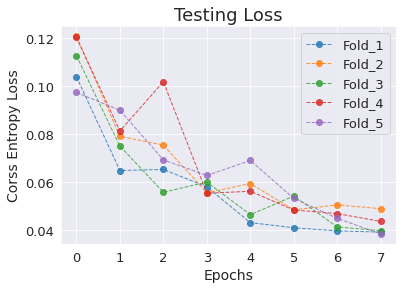 Testing Loss
Corss Entropy Loss
0.12
0.10
0.08
0.06
0.04
Fold_1
Fold_2
Fold_3
Fold_4
Fold_5
0 1 2 3 4 5 6 7
Epochs